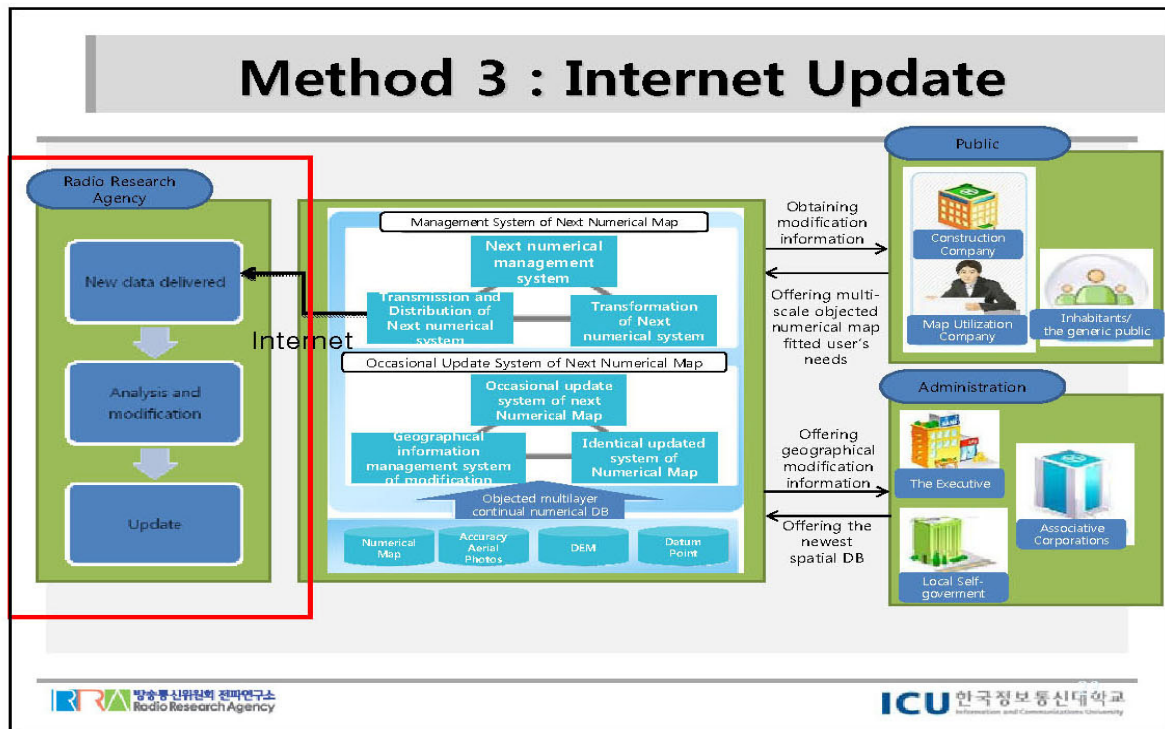 Method 3 : Internet Update
Radio Research
Agency
New data delivered
Analysis and
modification
Update
Internet
Management System of Next Numerical Map
Next numerical
management
system
Transmission and
Distribution of
Next numerical
system
Transformation
of Next
numerical system
Occasional Update System of Next Numerical Map
Occasional update
system of next
Numerical Map
Geographical
information
management system
of modification
Identical updated
system of
Numerical Map
Objected multilayer
continual numerical DB
Numerical
Map
Accuracy
Aerial
Photos
DEM
Datum
Point
Obtaining
modification
information
Offering multi-
scale objected
numerical map
fitted user's
needs
Offering
geographical
modification
information
Offering the
newest
spatial DB
Public
Construction
Company
Map Utilization
Company
Inhabitants/
the generic public
Administration
The Executive
Associative
Corporations
Local Self-
goverment
RRA 방송통신위원회 전파연구소
Radio Research Agency
ICU 한국정보통신대학교
Information and Communications University